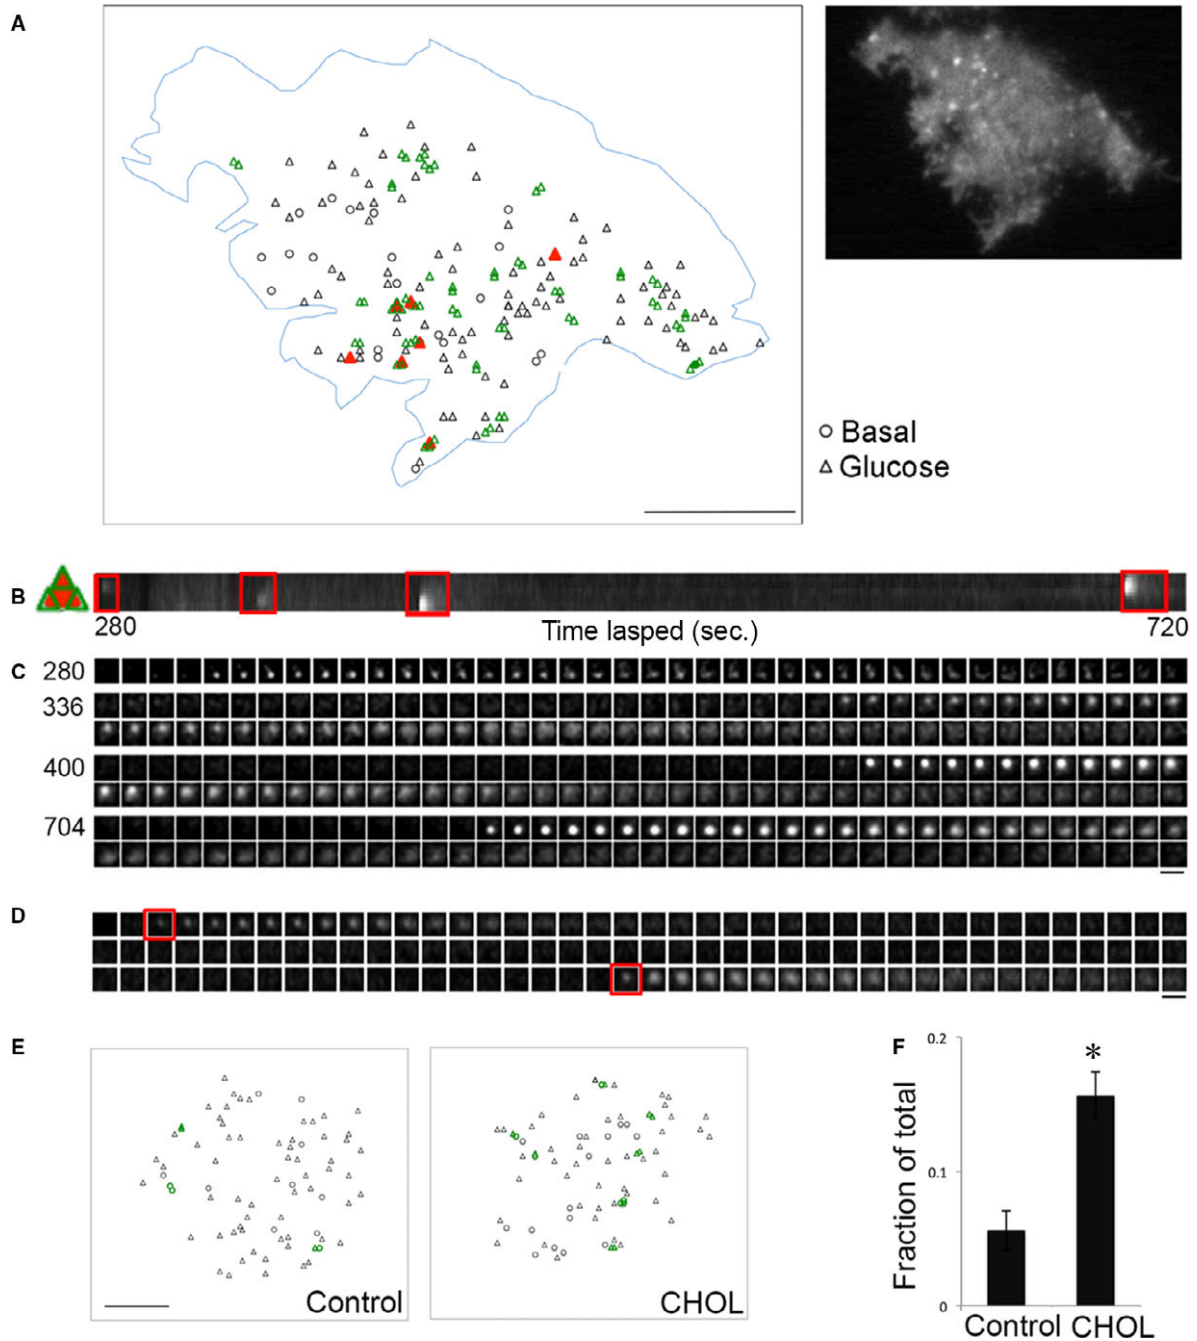 A
Basal
Glucose
B
280
Time lasped (sec.)
720
C
280
336
400
704
D
E
Control
CHOL
F
Fraction of total
0.2
*
0.1
0
Control CHOL